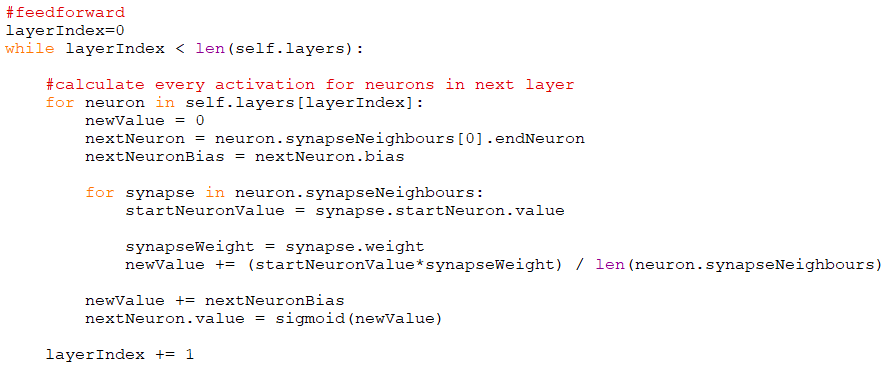 #feedforward
layerIndex=0
while layerIndex < len(self.layers):
#calculate every activation for neurons in next layer
for neuron in self.layers[layerIndex]:
newValue = 0
nextNeuron = neuron.synapseNeighbours[0].endNeuron
nextNeuronBias = nextNeuron.bias
for synapse in neuron.synapseNeighbours:
startNeuronValue = synapse.startNeuron.value
synapseWeight = synapse.weight
newValue += (startNeuronValue*synapseWeight) / len(neuron.synapseNeighbours)
newValue += nextNeuronBias
nextNeuron.value = sigmoid(newValue)
layerIndex += 1